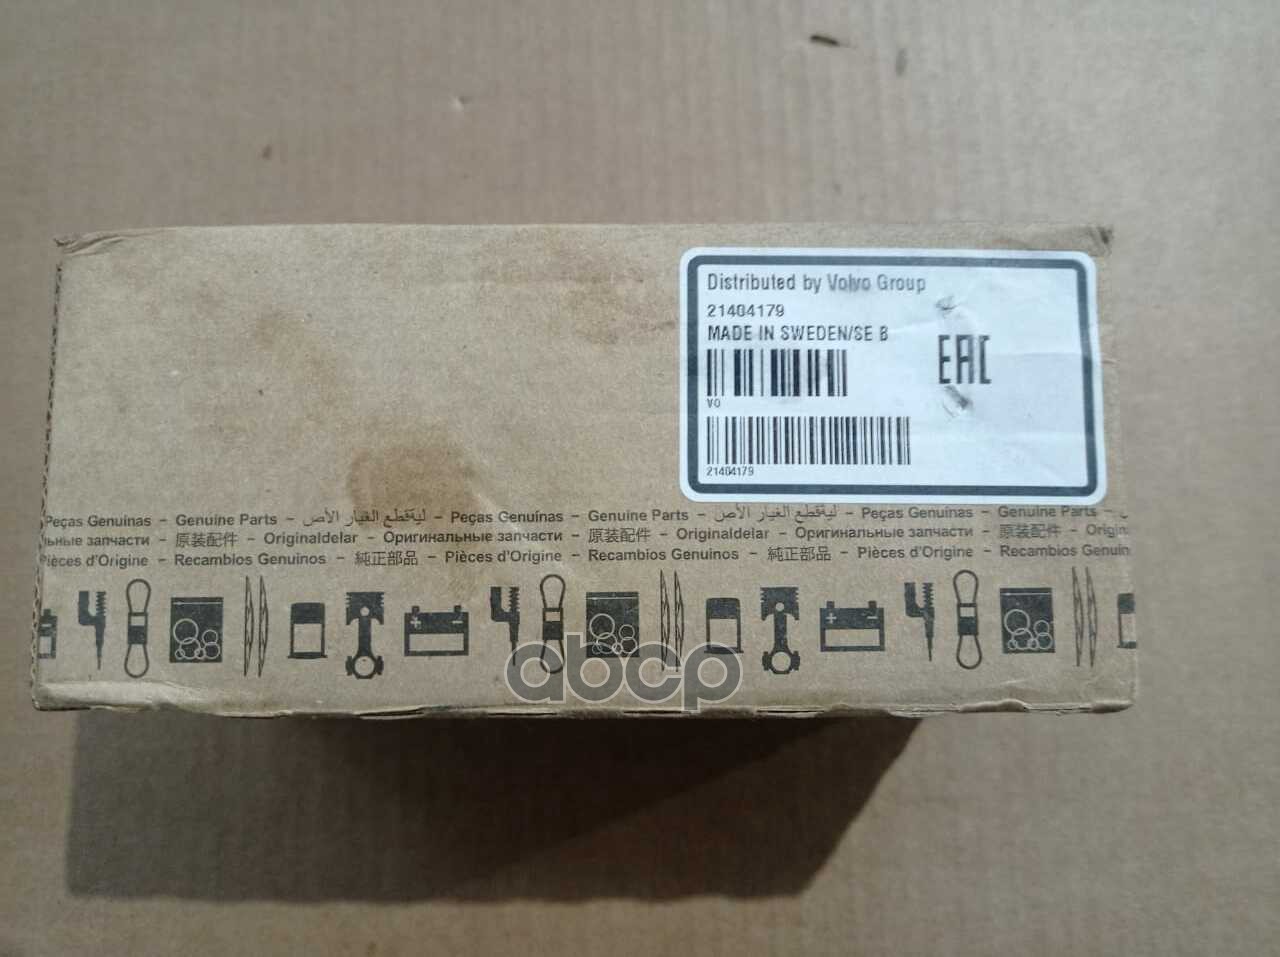 Distributed by Volvo Group
21404179
MADE IN SWEDEN/SE B
EAC
VO
21404179
Peças Genuínas – Genuine Parts – ليةقطع الغيار الأص – Peças Genuínas – Genuine Parts – ليةقطع الغيار الأص – Peças Genuínas – Genuine Parts –
льные запчасти – 原装配件 – Originaldelar – Оригинальные запчасти – 原装配件 – Originaldelar – Оригинальные запчасти – 原装配件 – Origin
Pièces d'Origine – Recambios Genuinos – 純正部品 – Pièces d'Origine – Recambios Genuinos – 純正部品 – Pièces d'Origine – Recambios Genuin
abcp